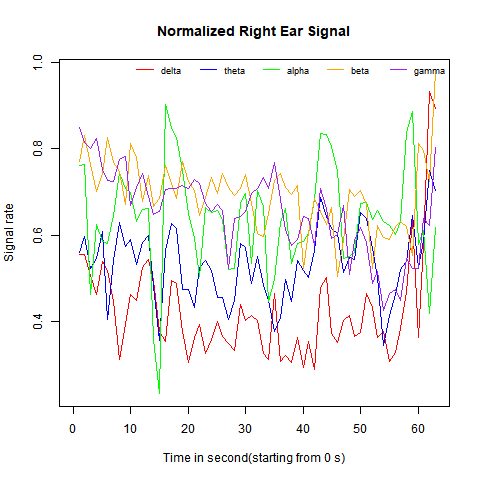 Normalized Right Ear Signal
delta theta alpha beta gamma
1.0
0.8
0.6
0.4
Signal rate
0 10 20 30 40 50 60
Time in second(starting from 0 s)